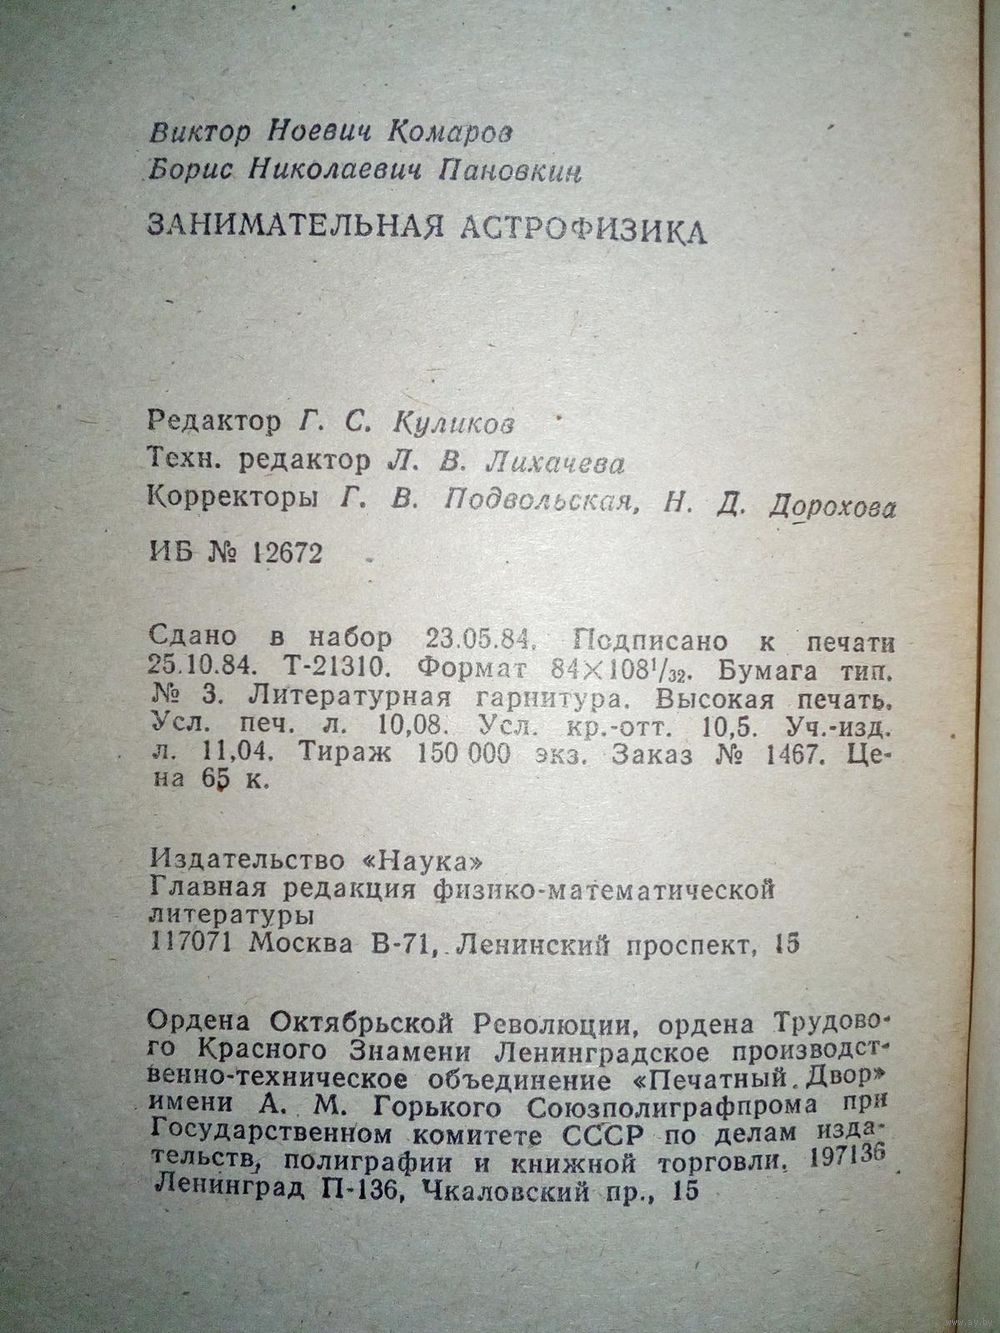 Виктор Ноевич Комаров
Борис Николаевич Пановкин
ЗАНИМАТЕЛЬНАЯ АСТРОФИЗИКА
Редактор Г. С. Куликов
Техн. редактор Л. В. Лихачева
Корректоры Г. В. Подвольская, Н. Д. Дорохова
ИБ № 12672
Сдано в набор 23.05.84. Подписано к печати
25.10.84. Т-21310. Формат 84×108¹/₃₂. Бумага тип.
№ 3. Литературная гарнитура. Высокая печать.
Усл. печ. л. 10,08. Усл. кр.-отт. 10,5. Уч.-изд.
л. 11,04. Тираж 150 000 экз. Заказ № 1467. Це-
на 65 к.
Издательство «Наука»
Главная редакция физико-математической
литературы
117071 Москва В-71, Ленинский проспект, 15
Ордена Октябрьской Революции, ордена Трудово-
го Красного Знамени Ленинградское производст-
венно-техническое объединение «Печатный Двор»
имени А. М. Горького Союзполиграфпрома при
Государственном комитете СССР по делам изда-
тельств, полиграфии и книжной торговли. 197136
Ленинград П-136, Чкаловский пр., 15
www.ay.by